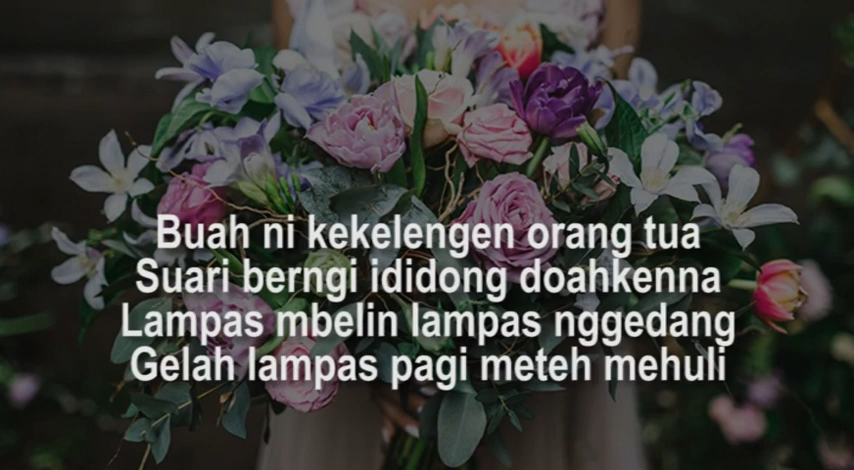 Buah ni kekelengen orang tua
Suari berngi ididong doahkenna
Lampas mbelin lampas nggedang
Gelah lampas pagi meteh mehuli